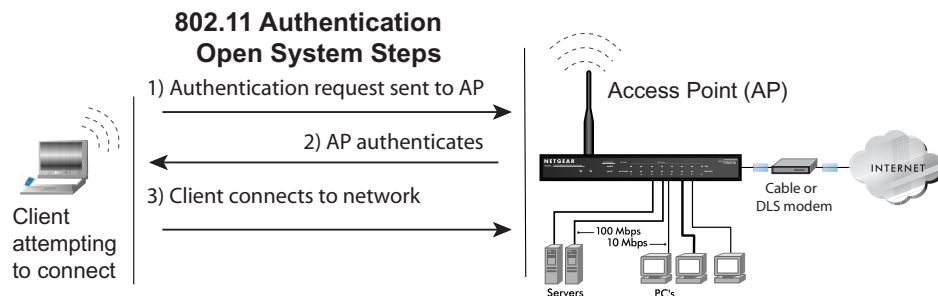 802.11 Authentication
Open System Steps
1) Authentication request sent to AP
2) AP authenticates
3) Client connects to network
Client
attempting
to connect
Access Point (AP)
NETGEAR
INTERNET
Cable or
DLS modem
100 Mbps
10 Mbps
Servers
PC's